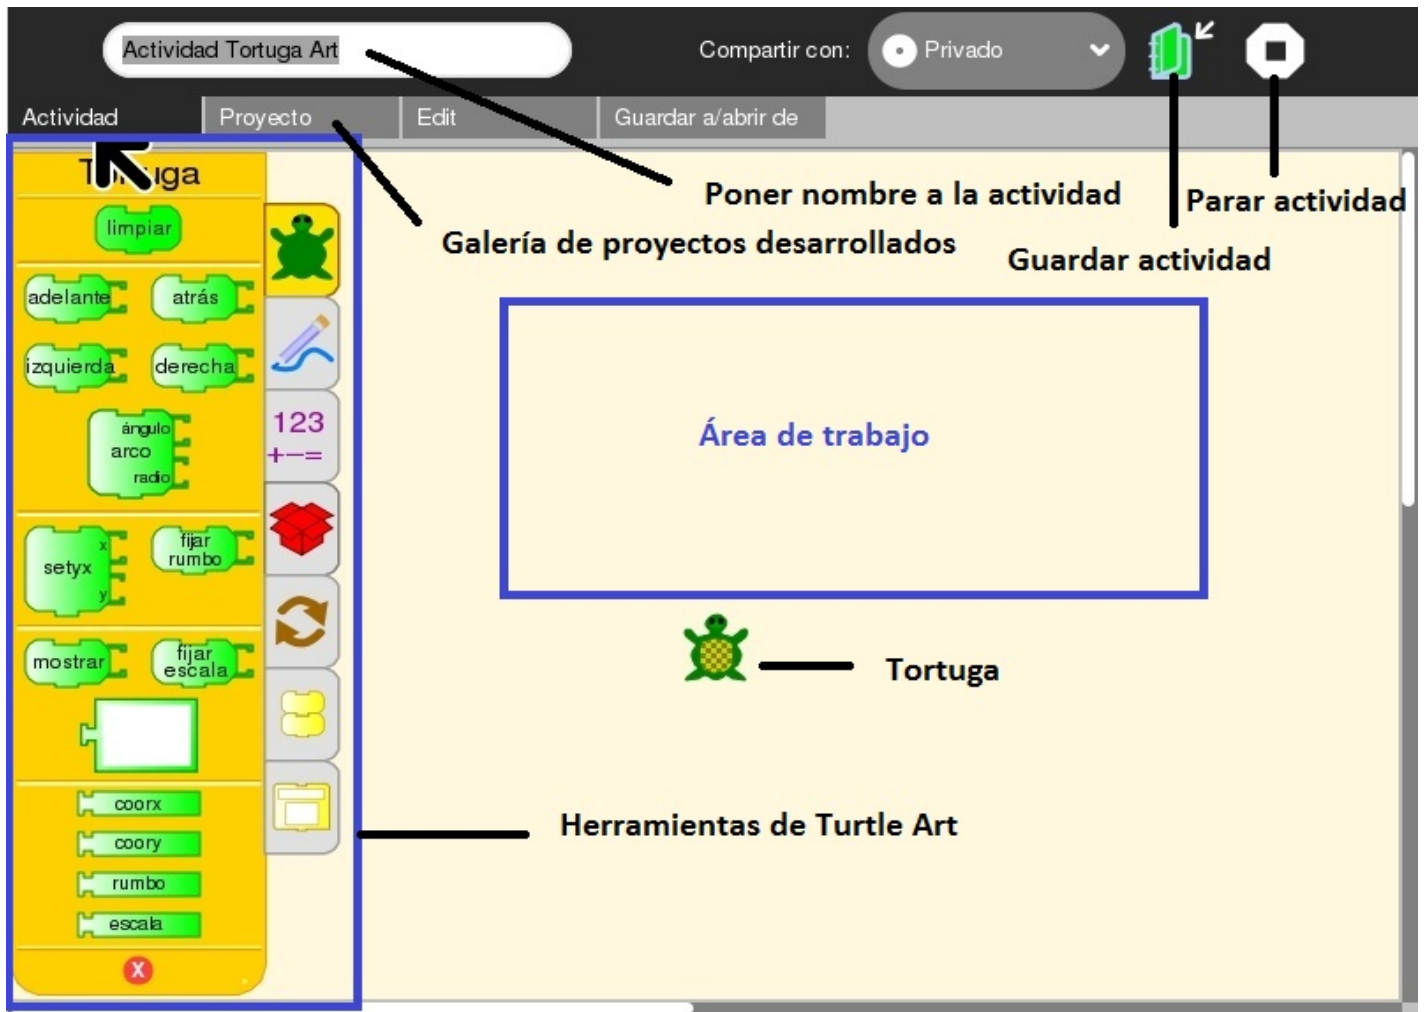 Actividad Tortuga Art
Compartir con:
Privado
Actividad
Proyecto
Edit
Guardar a/abrir de
Poner nombre a la actividad
Parar actividad
Galería de proyectos desarrollados
Guardar actividad
limpiar
adelante
atrás
izquierda
derecha
123
+−=
ángulo
arco
radio
Área de trabajo
x
setyx
y
fijar
rumbo
mostrar
fijar
escala
Tortuga
coorx
coory
rumbo
escala
X
Herramientas de Turtle Art